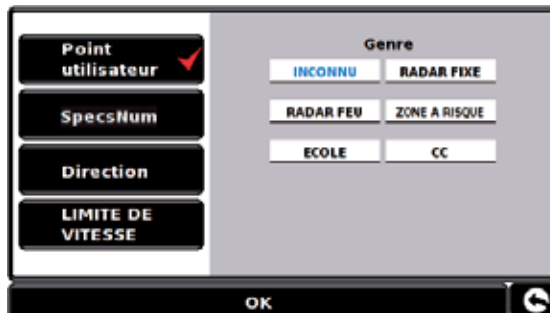 Point
utilisateur
SpecsNum
Direction
LIMITE DE
VITESSE
Genre
INCONNU
RADAR FIXE
RADAR FEU
ZONE A RISQUE
ECOLE
CC
OK